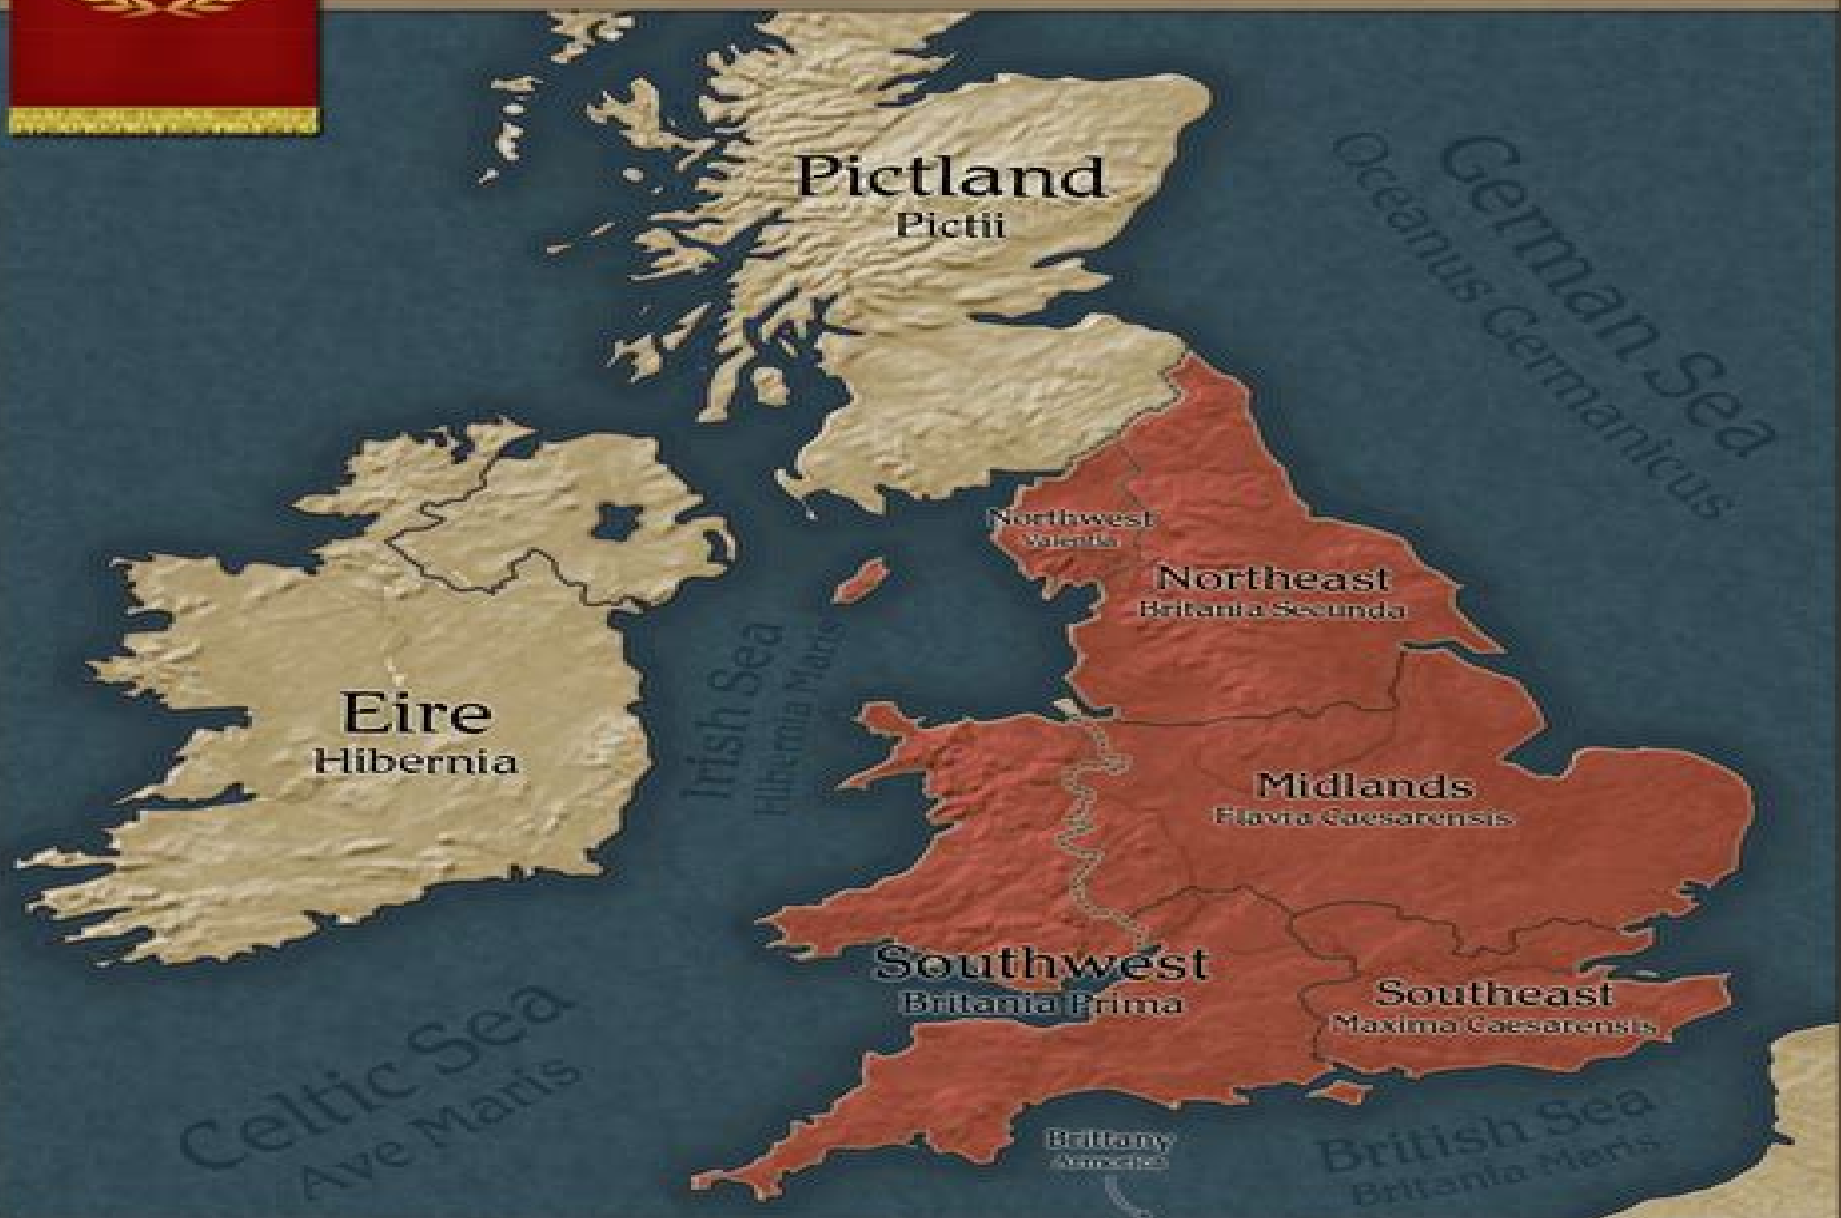 Pictland
Pictii
German Sea
Oceanus Germanicus
Northwest
Valentia
Northeast
Britania Secunda
Irish Sea
Hibernia Maris
Eire
Hibernia
Midlands
Flavia Caesarensis
Southwest
Britania Prima
Southeast
Maxima Caesarensis
Celtic Sea
Ave Maris
Brittany
British Sea
Britania Maris